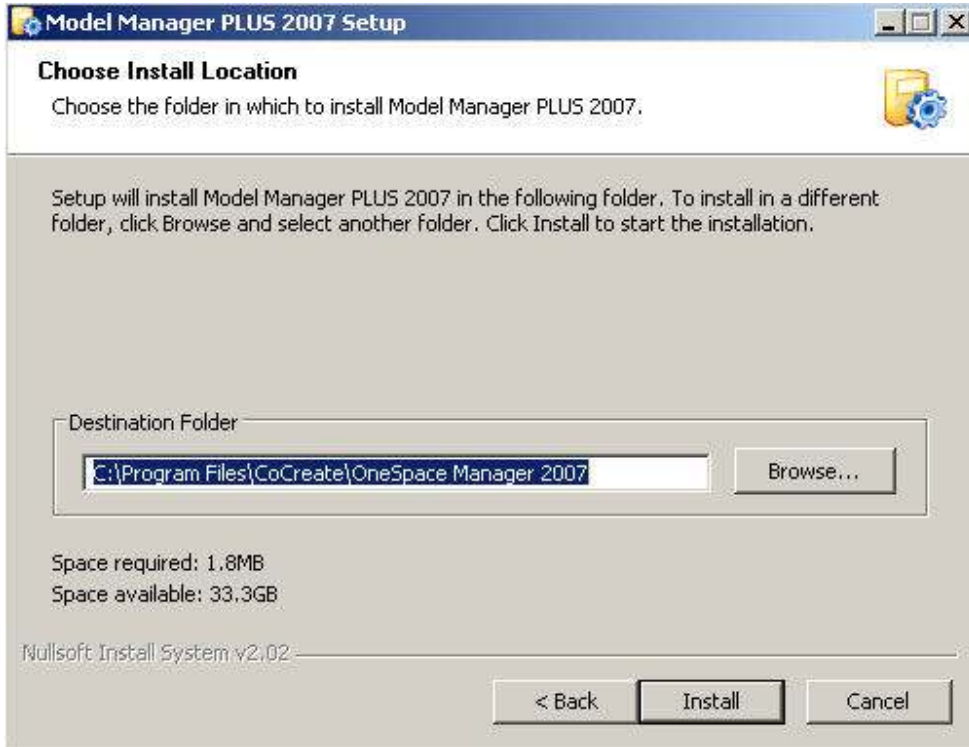 Model Manager PLUS 2007 Setup
Choose Install Location
Choose the folder in which to install Model Manager PLUS 2007.
Setup will install Model Manager PLUS 2007 in the following folder. To install in a different
folder, click Browse and select another folder. Click Install to start the installation.
Destination Folder
C:\Program Files\CoCreate\OneSpace Manager 2007
Browse...
Space required: 1.8MB
Space available: 33.3GB
Nullsoft Install System v2.02
< Back
Install
Cancel